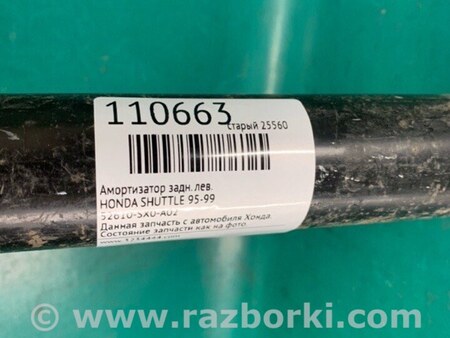 110663
Старый 25560
Амортизатор задн. лев.
HONDA SHUTTLE 95-99
52610-SX0-A02
Данная запчасть с автомобиля Хонда.
Состояние запчасти как на фото.
© www.razborki.com